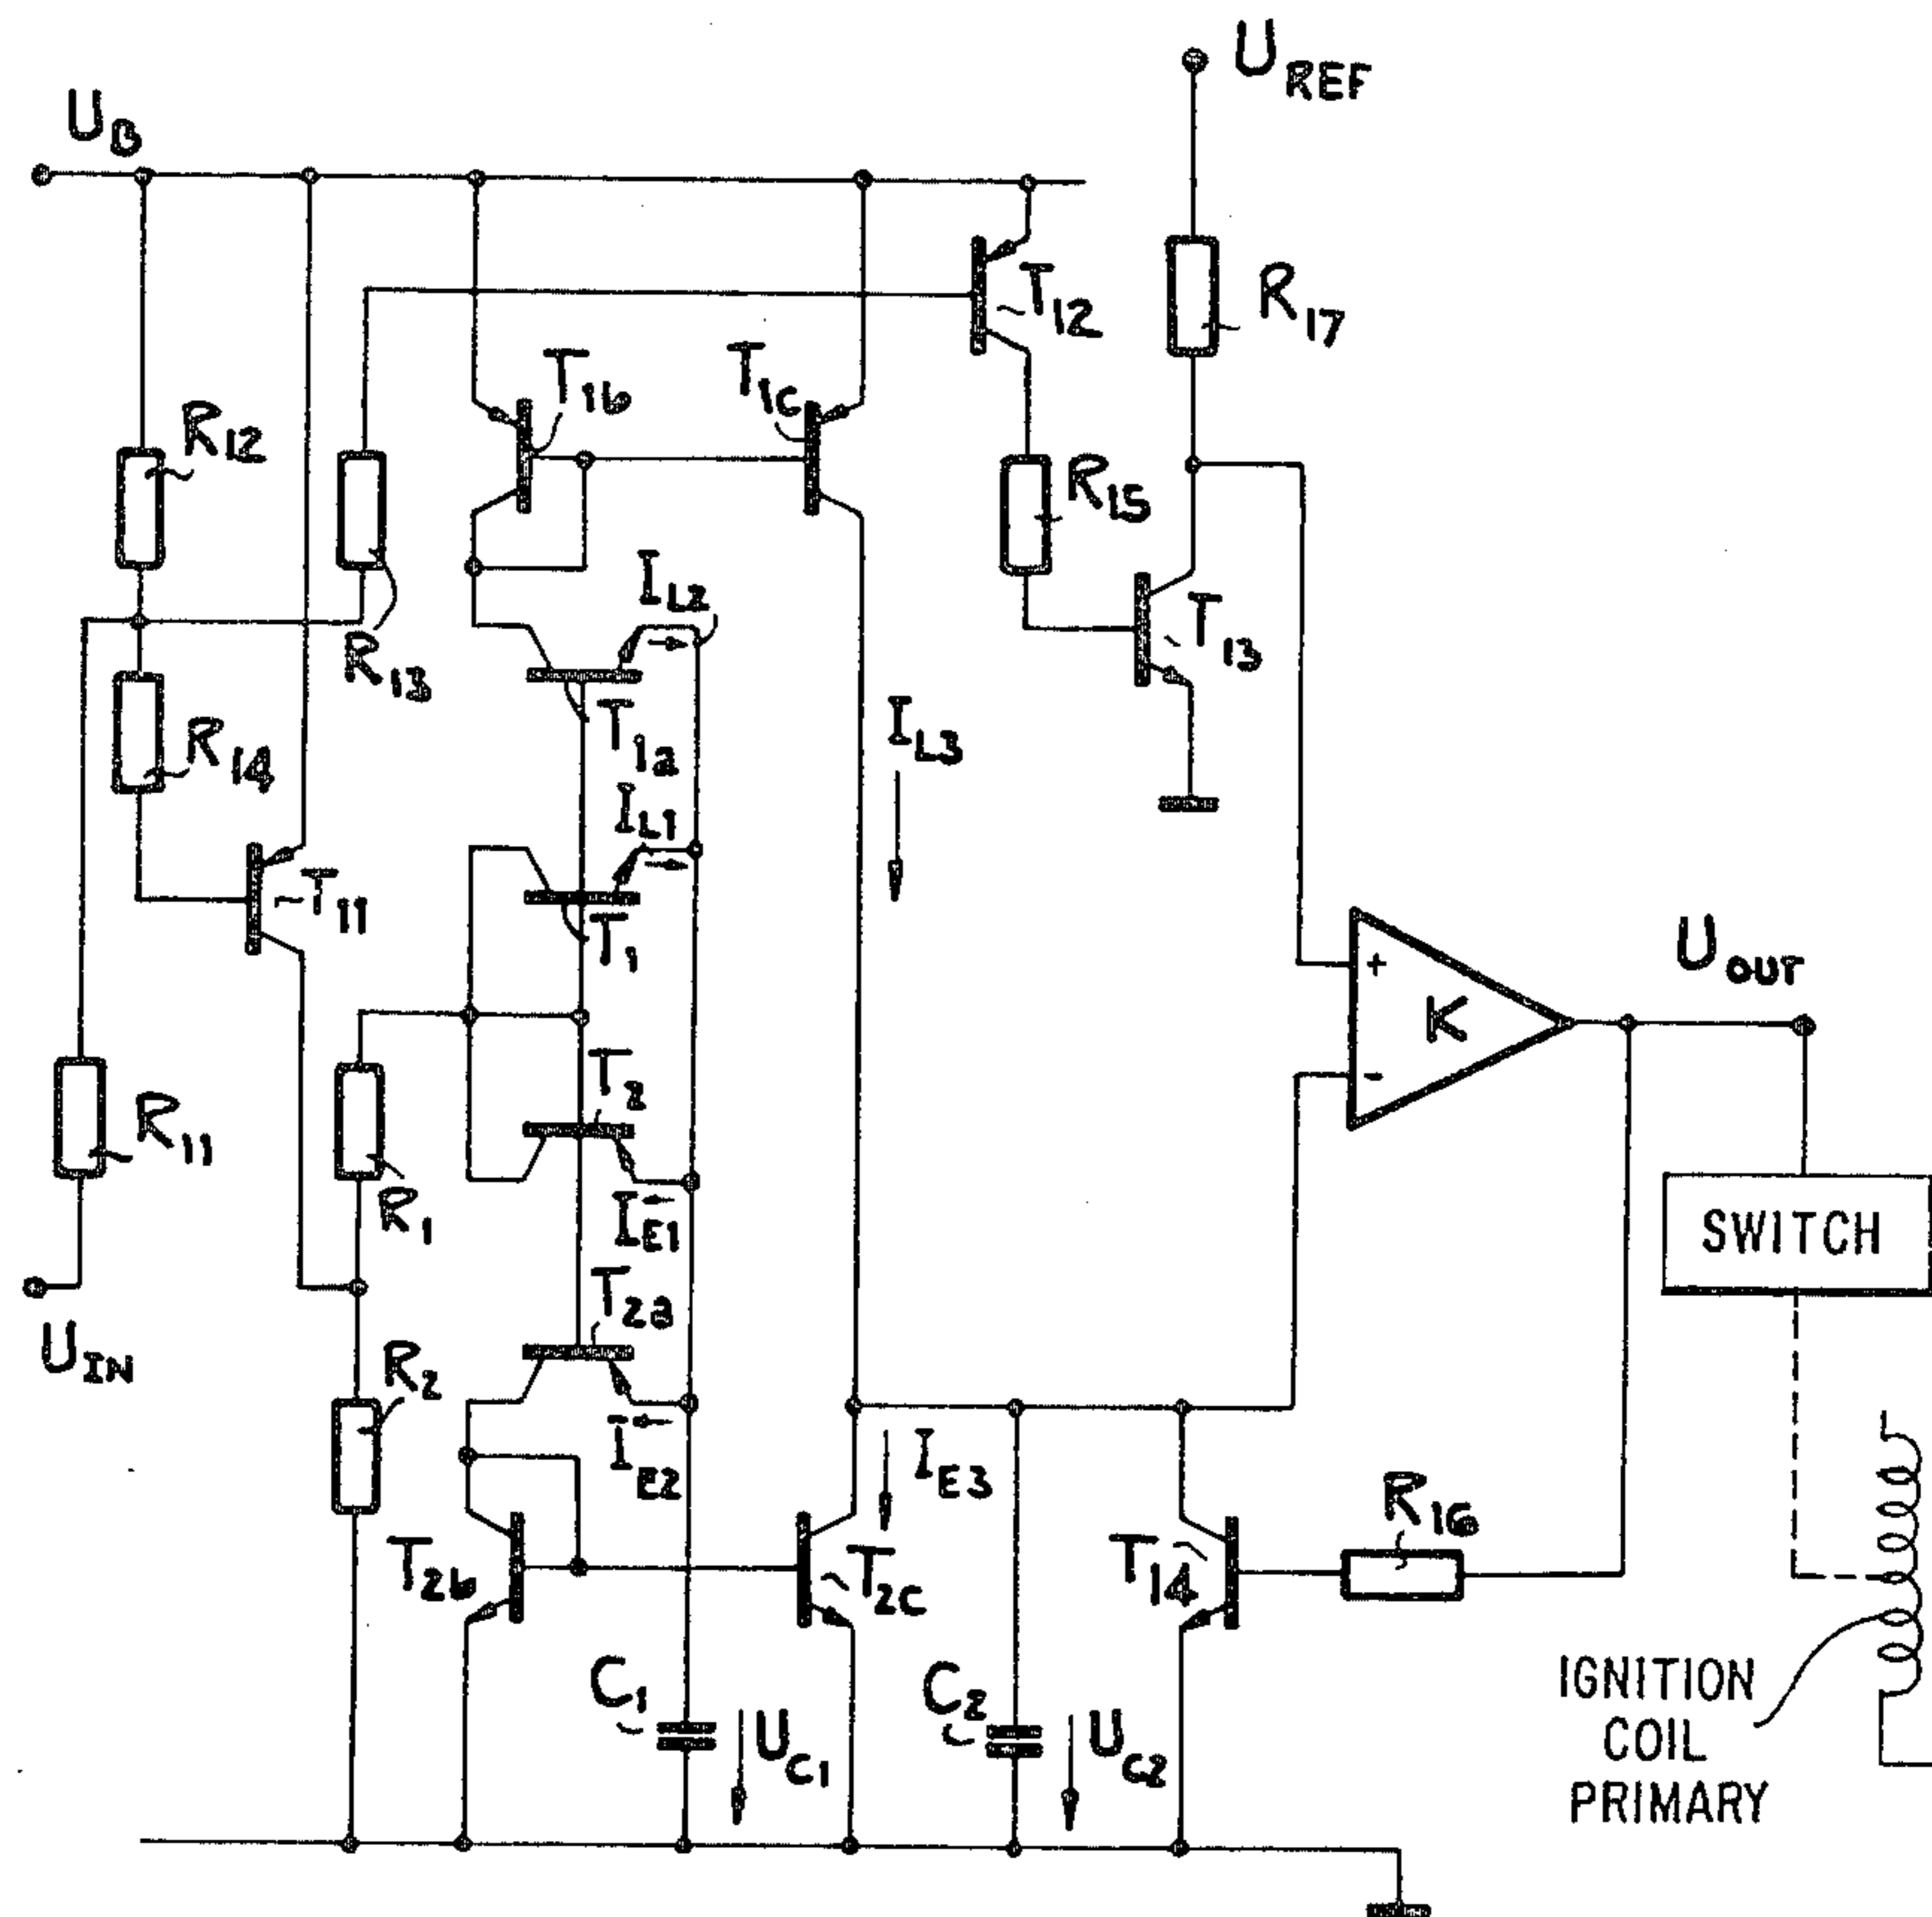 U_REF
U_B
T_12
R_17
T_1b
T_1c
R_12
R_15
I_L2
T_13
R_13
T_1a
I_L3
R_14
I_L1
T_11
T_1
+
K
U_OUT
T_2
-
R_11
R_1
I_E1
SWITCH
T_2a
U_IN
R_2
I_E2
I_E3
R_16
T_2b
T_2c
T_14
C_1
U_C1
C_2
U_C2
IGNITION
COIL
PRIMARY